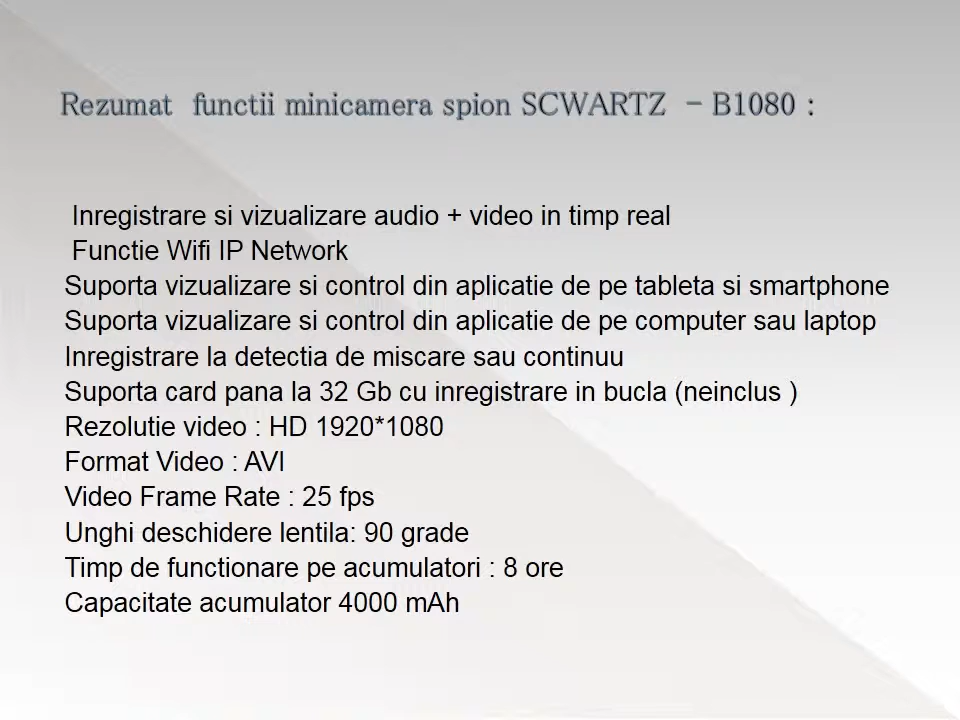 Rezumat functii minicamera spion SCWARTZ - B1080 :
Inregistrare si vizualizare audio + video in timp real
Functie Wifi IP Network
Suporta vizualizare si control din aplicatie de pe tableta si smartphone
Suporta vizualizare si control din aplicatie de pe computer sau laptop
Inregistrare la detectia de miscare sau continuu
Suporta card pana la 32 Gb cu inregistrare in bucla (neinclus )
Rezolutie video : HD 1920*1080
Format Video : AVI
Video Frame Rate : 25 fps
Unghi deschidere lentila: 90 grade
Timp de functionare pe acumulatori : 8 ore
Capacitate acumulator 4000 mAh